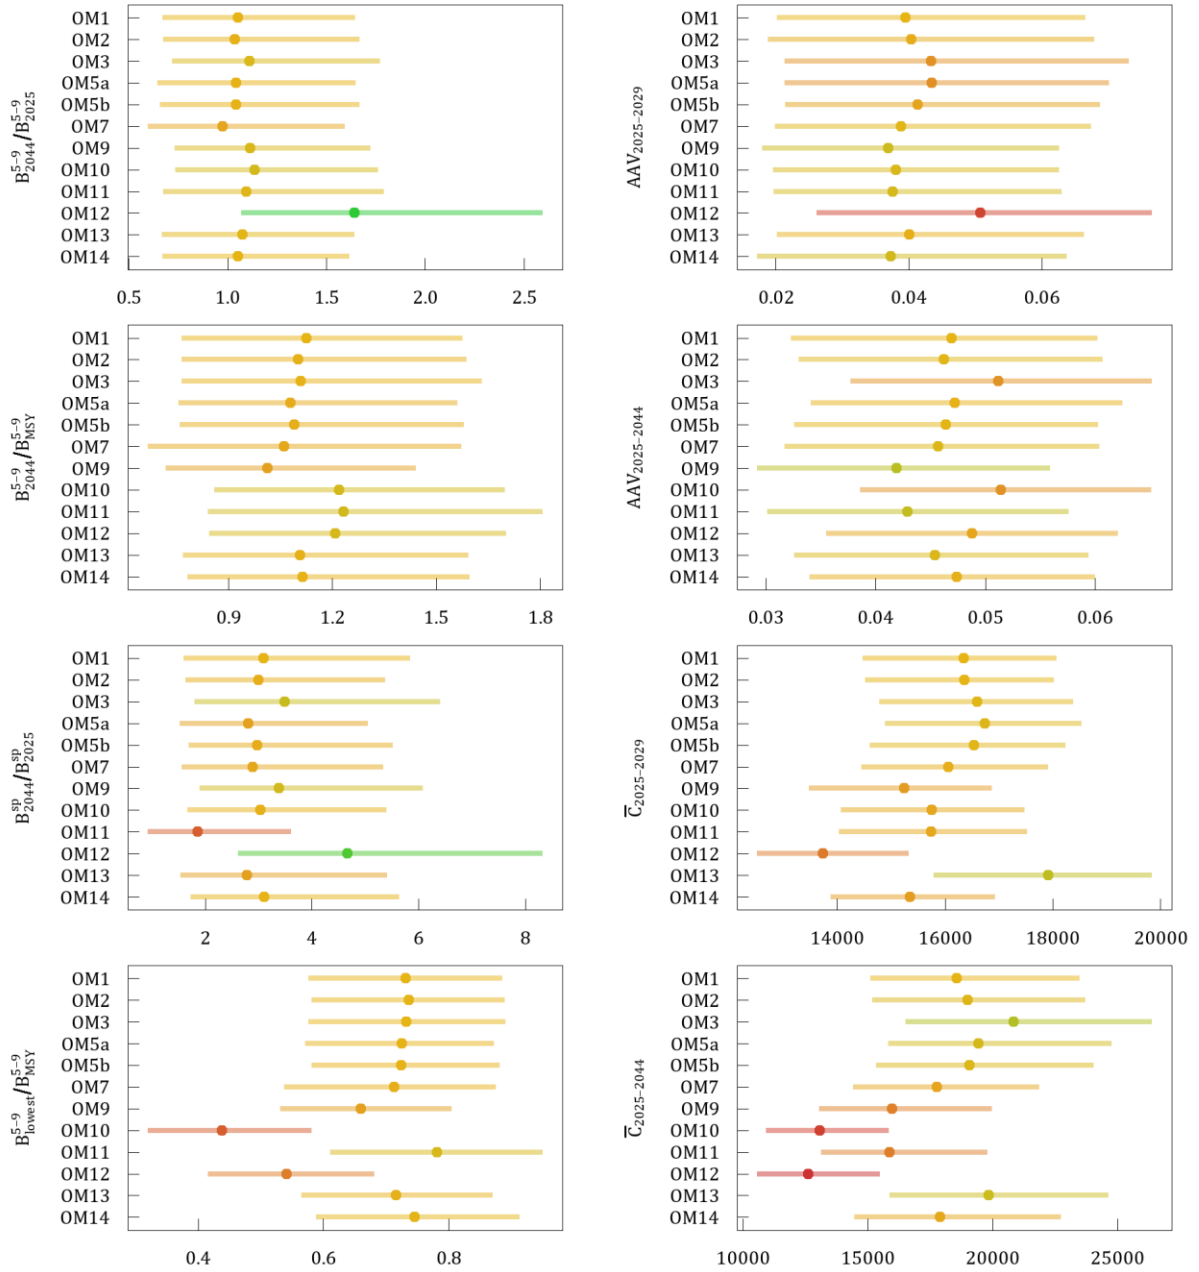 OM1
OM2
OM3
OM5a
OM5b
OM7
OM9
OM10
OM11
OM12
OM13
OM14
0.5 1.0 1.5 2.0 2.5
B^{5–9}_{2044}/B^{5–9}_{2025}
OM1
OM2
OM3
OM5a
OM5b
OM7
OM9
OM10
OM11
OM12
OM13
OM14
0.02 0.04 0.06
AAV_{2025–2029}
OM1
OM2
OM3
OM5a
OM5b
OM7
OM9
OM10
OM11
OM12
OM13
OM14
0.9 1.2 1.5 1.8
B^{5–9}_{2044}/B^{5–9}_{MSY}
OM1
OM2
OM3
OM5a
OM5b
OM7
OM9
OM10
OM11
OM12
OM13
OM14
0.03 0.04 0.05 0.06
AAV_{2025–2044}
OM1
OM2
OM3
OM5a
OM5b
OM7
OM9
OM10
OM11
OM12
OM13
OM14
2 4 6 8
B^{sp}_{2044}/B^{sp}_{2025}
OM1
OM2
OM3
OM5a
OM5b
OM7
OM9
OM10
OM11
OM12
OM13
OM14
14000 16000 18000 20000
C̅_{2025–2029}
OM1
OM2
OM3
OM5a
OM5b
OM7
OM9
OM10
OM11
OM12
OM13
OM14
0.4 0.6 0.8
B^{5–9}_{lowest}/B^{5–9}_{MSY}
OM1
OM2
OM3
OM5a
OM5b
OM7
OM9
OM10
OM11
OM12
OM13
OM14
10000 15000 20000 25000
C̅_{2025–2044}